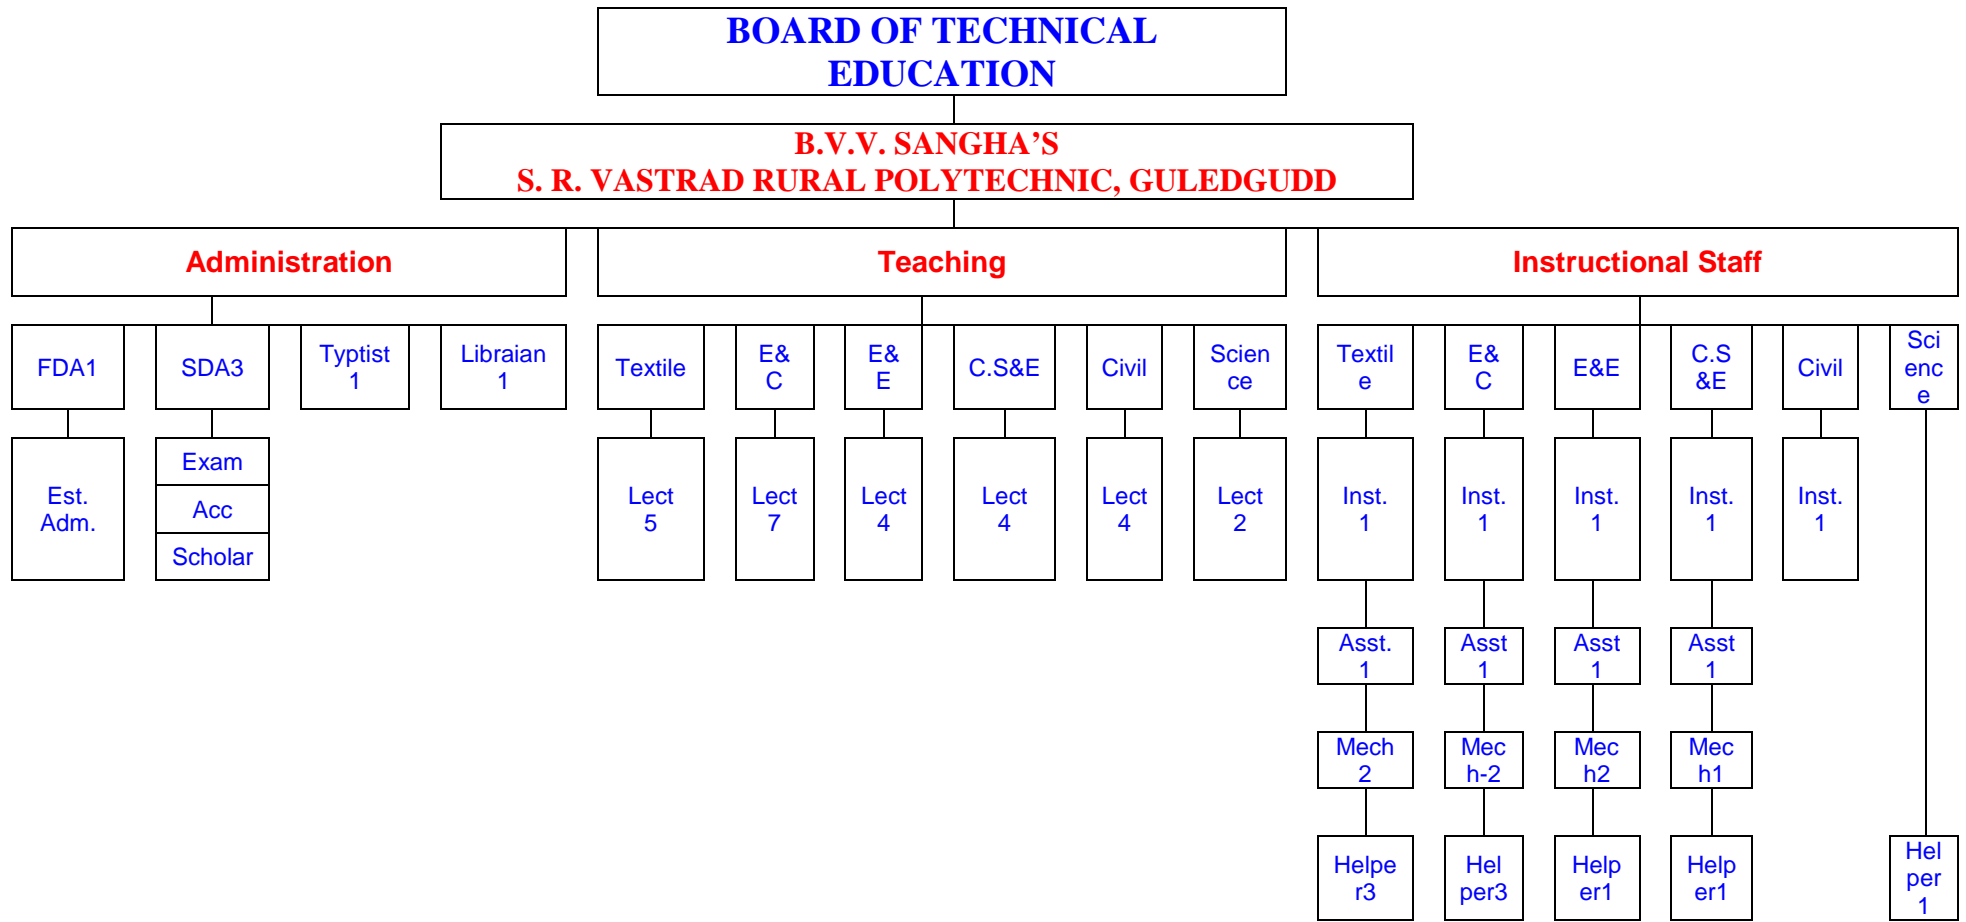 BOARD OF TECHNICAL
EDUCATION
B.V.V. SANGHA’S
S. R. VASTRAD RURAL POLYTECHNIC, GULEDGUDD
Administration
Teaching
Instructional Staff
FDA1
SDA3
Typtist
1
Libraian
1
Textile
E&
C
E&
E
C.S&E
Civil
Scien
ce
Textil
e
E&
C
E&E
C.S
&E
Civil
Sci
enc
e
Est.
Adm.
Exam
Acc
Scholar
Lect
5
Lect
7
Lect
4
Lect
4
Lect
4
Lect
2
Inst.
1
Inst.
1
Inst.
1
Inst.
1
Inst.
1
Asst.
1
Asst
1
Asst
1
Asst
1
Mech
2
Mec
h-2
Mec
h2
Mec
h1
Helpe
r3
Hel
per3
Help
er1
Help
er1
Hel
per
1